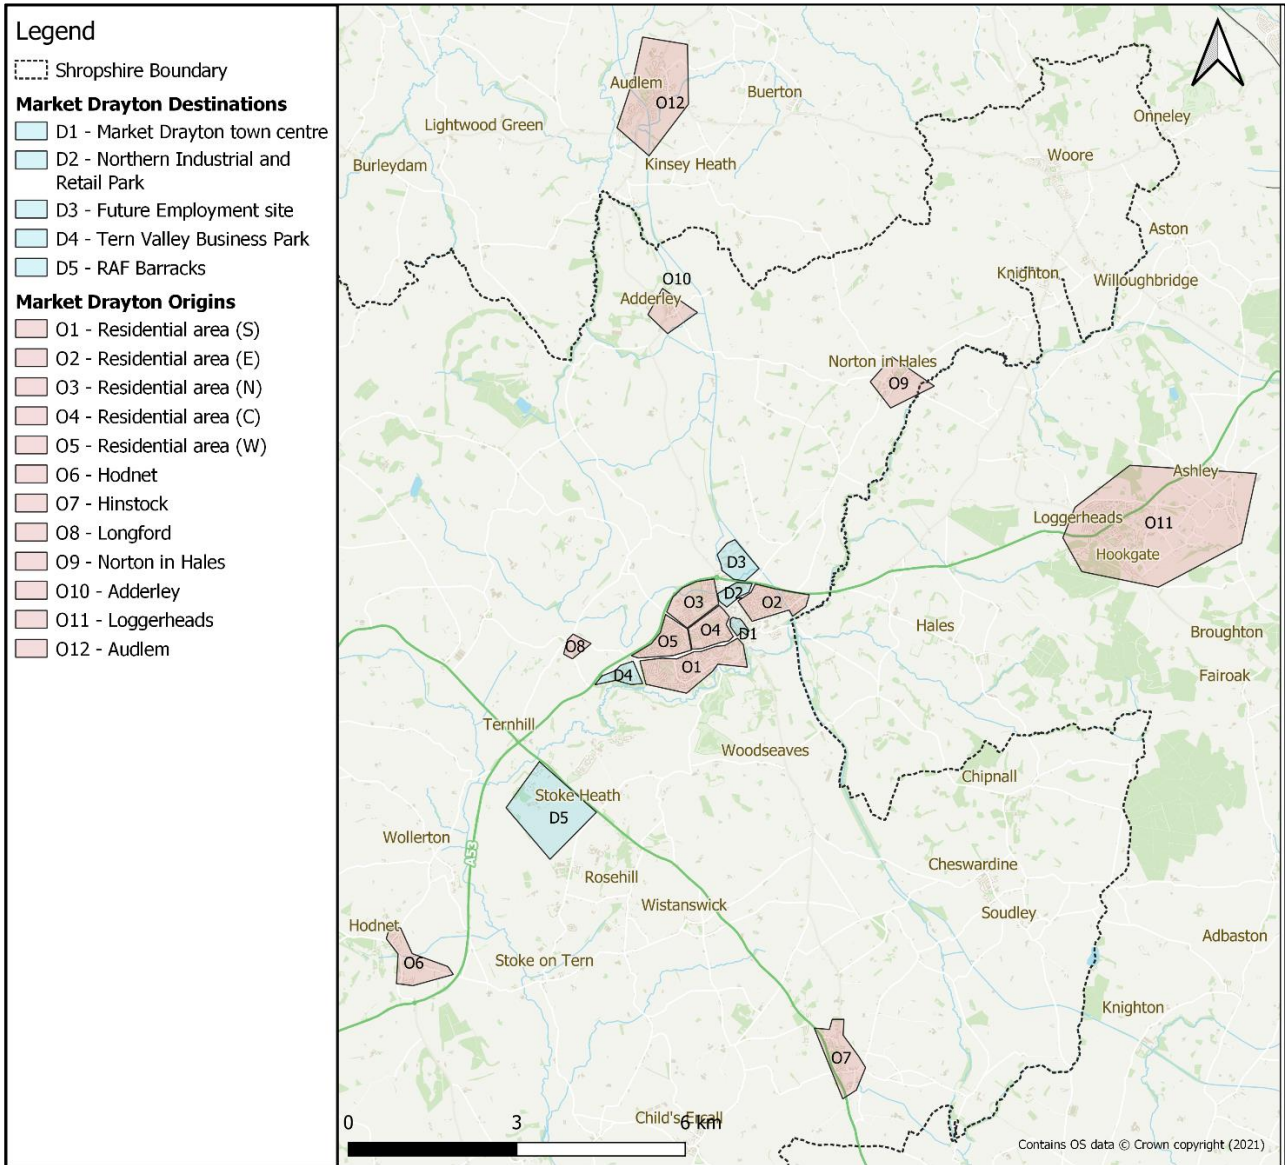 Legend
Shropshire Boundary
Market Drayton Destinations
D1 - Market Drayton town centre
D2 - Northern Industrial and
Retail Park
D3 - Future Employment site
D4 - Tern Valley Business Park
D5 - RAF Barracks
Market Drayton Origins
O1 - Residential area (S)
O2 - Residential area (E)
O3 - Residential area (N)
O4 - Residential area (C)
O5 - Residential area (W)
O6 - Hodnet
O7 - Hinstock
O8 - Longford
O9 - Norton in Hales
O10 - Adderley
O11 - Loggerheads
O12 - Audlem
Audlem
O12
Buerton
Onneley
Lightwood Green
Woore
Burleydam
Kinsey Heath
Aston
Knighton
Willoughbridge
O10
Adderley
Norton in Hales
O9
Ashley
Loggerheads
O11
Hookgate
D3
D2
O3
O2
O4
D1
Hales
Broughton
O5
O8
O1
D4
Fairoak
Ternhill
Woodseaves
Chipnall
Stoke Heath
D5
Wollerton
A53
Cheswardine
Rosehill
Wistanswick
Soudley
Hodnet
Adbaston
O6
Stoke on Tern
Knighton
O7
Child's Ercall
0
3
6 km
Contains OS data © Crown copyright (2021)